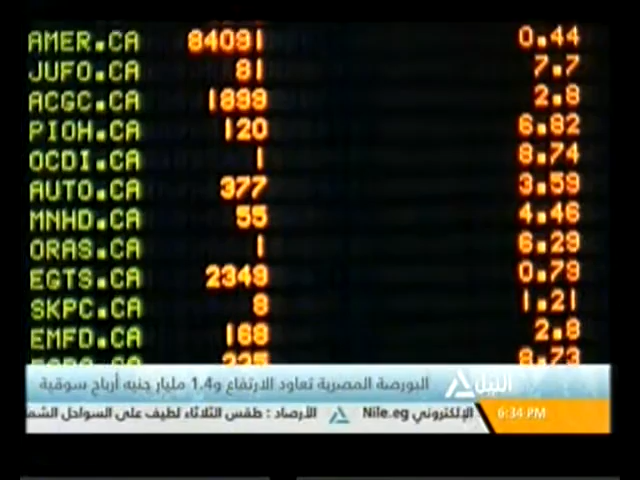 AMER.CA 84091 0.44
JUFO.CA 81 7.7
ACGC.CA 1899 2.8
PIOH.CA 120 6.82
OCDI.CA 1 8.74
AUTO.CA 377 3.59
MNHD.CA 55 4.46
ORAS.CA 1 6.29
EGTS.CA 2349 0.79
SKPC.CA 8 1.21
EMFD.CA 168 2.8
225 8.73
النيل البورصة المصرية تعاود الارتفاع و1.4 مليار جنيه أرباح سوقية
6:34 PM الإلكتروني Nile.eg الأرصاد : طقس الثلاثاء لطيف على السواحل